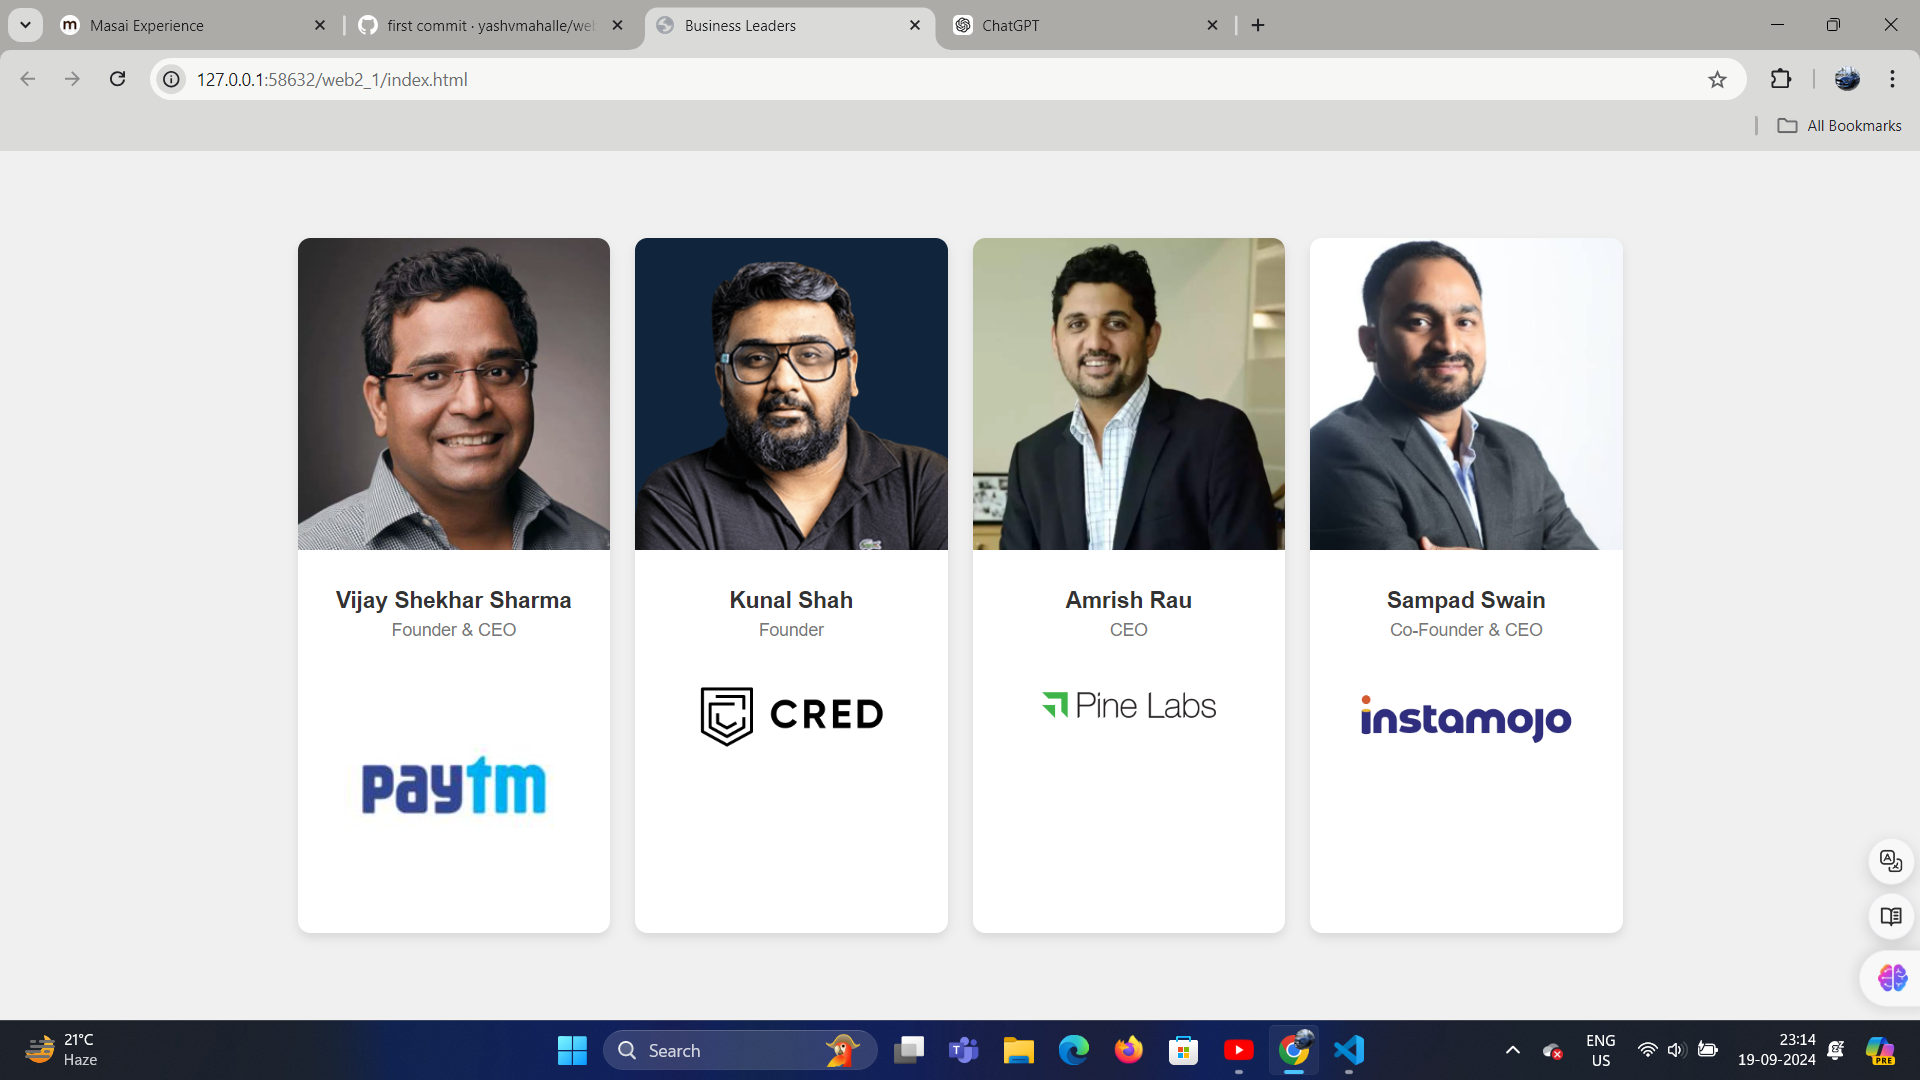 Masai Experience
first commit · yashvmahalle/we
Business Leaders
ChatGPT
127.0.0.1:58632/web2_1/index.html
All Bookmarks
Vijay Shekhar Sharma
Founder & CEO
paytm
Kunal Shah
Founder
CRED
Amrish Rau
CEO
Pine Labs
Sampad Swain
Co-Founder & CEO
instamojo
21°C
Haze
Search
ENG
US
23:14
19-09-2024
PRE